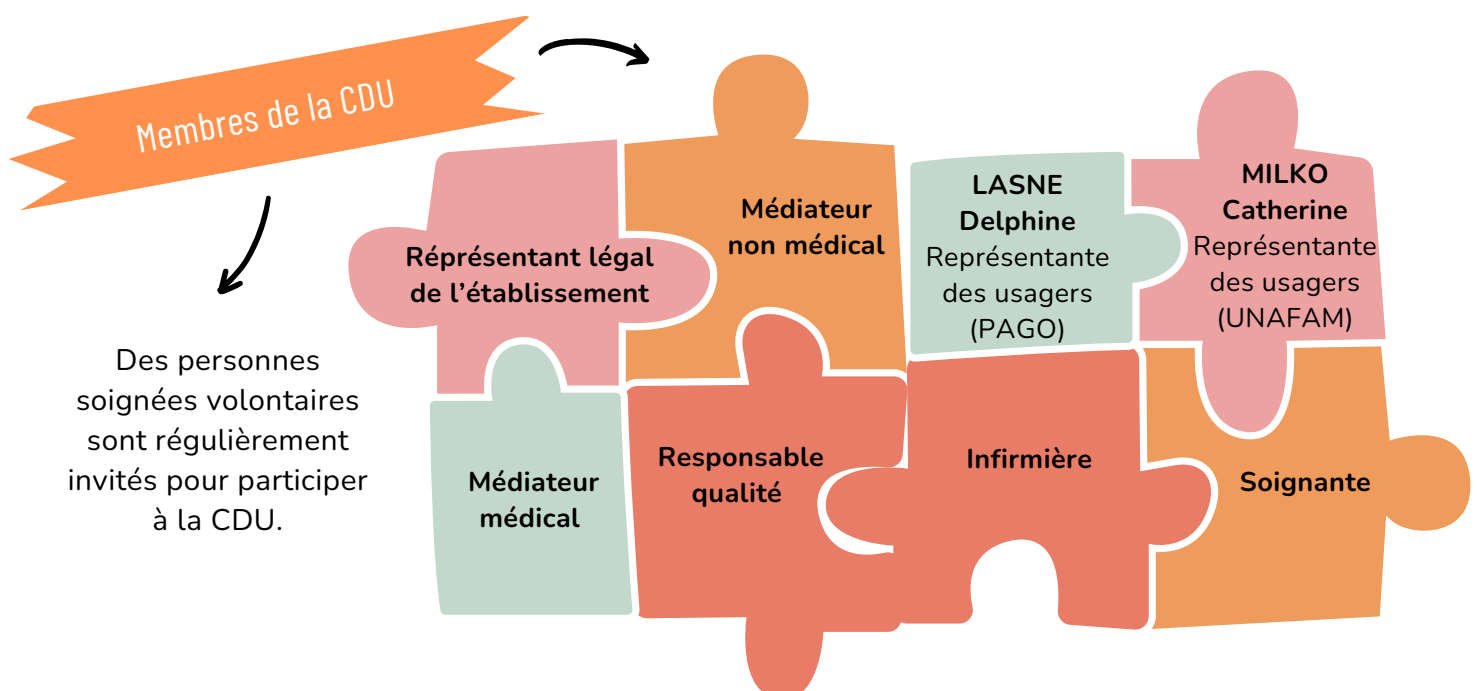 Membres de la CDU
Des personnes
soignées volontaires
sont régulièrement
invités pour participer
à la CDU.
Réprésentant légal
de l’établissement
Médiateur
non médical
LASNE
Delphine
Représentante
des usagers
(PAGO)
MILKO
Catherine
Représentante
des usagers
(UNAFAM)
Médiateur
médical
Responsable
qualité
Infirmière
Soignante